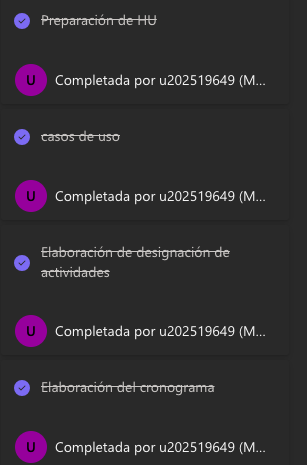 Preparación de HU
U
Completada por u202519649 (M...
casos de uso
U
Completada por u202519649 (M...
Elaboración de designación de
actividades
U
Completada por u202519649 (M...
Elaboración del cronograma
U
Completada por u202519649 (M...